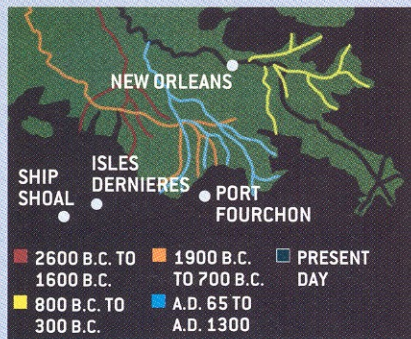 NEW ORLEANS
ISLES
DERNIERES
SHIP
SHOAL
PORT
FOURCHON
2600 B.C. TO
1600 B.C.
1900 B.C.
TO 700 B.C.
PRESENT
DAY
800 B.C. TO
300 B.C.
A.D. 65 TO
A.D. 1300